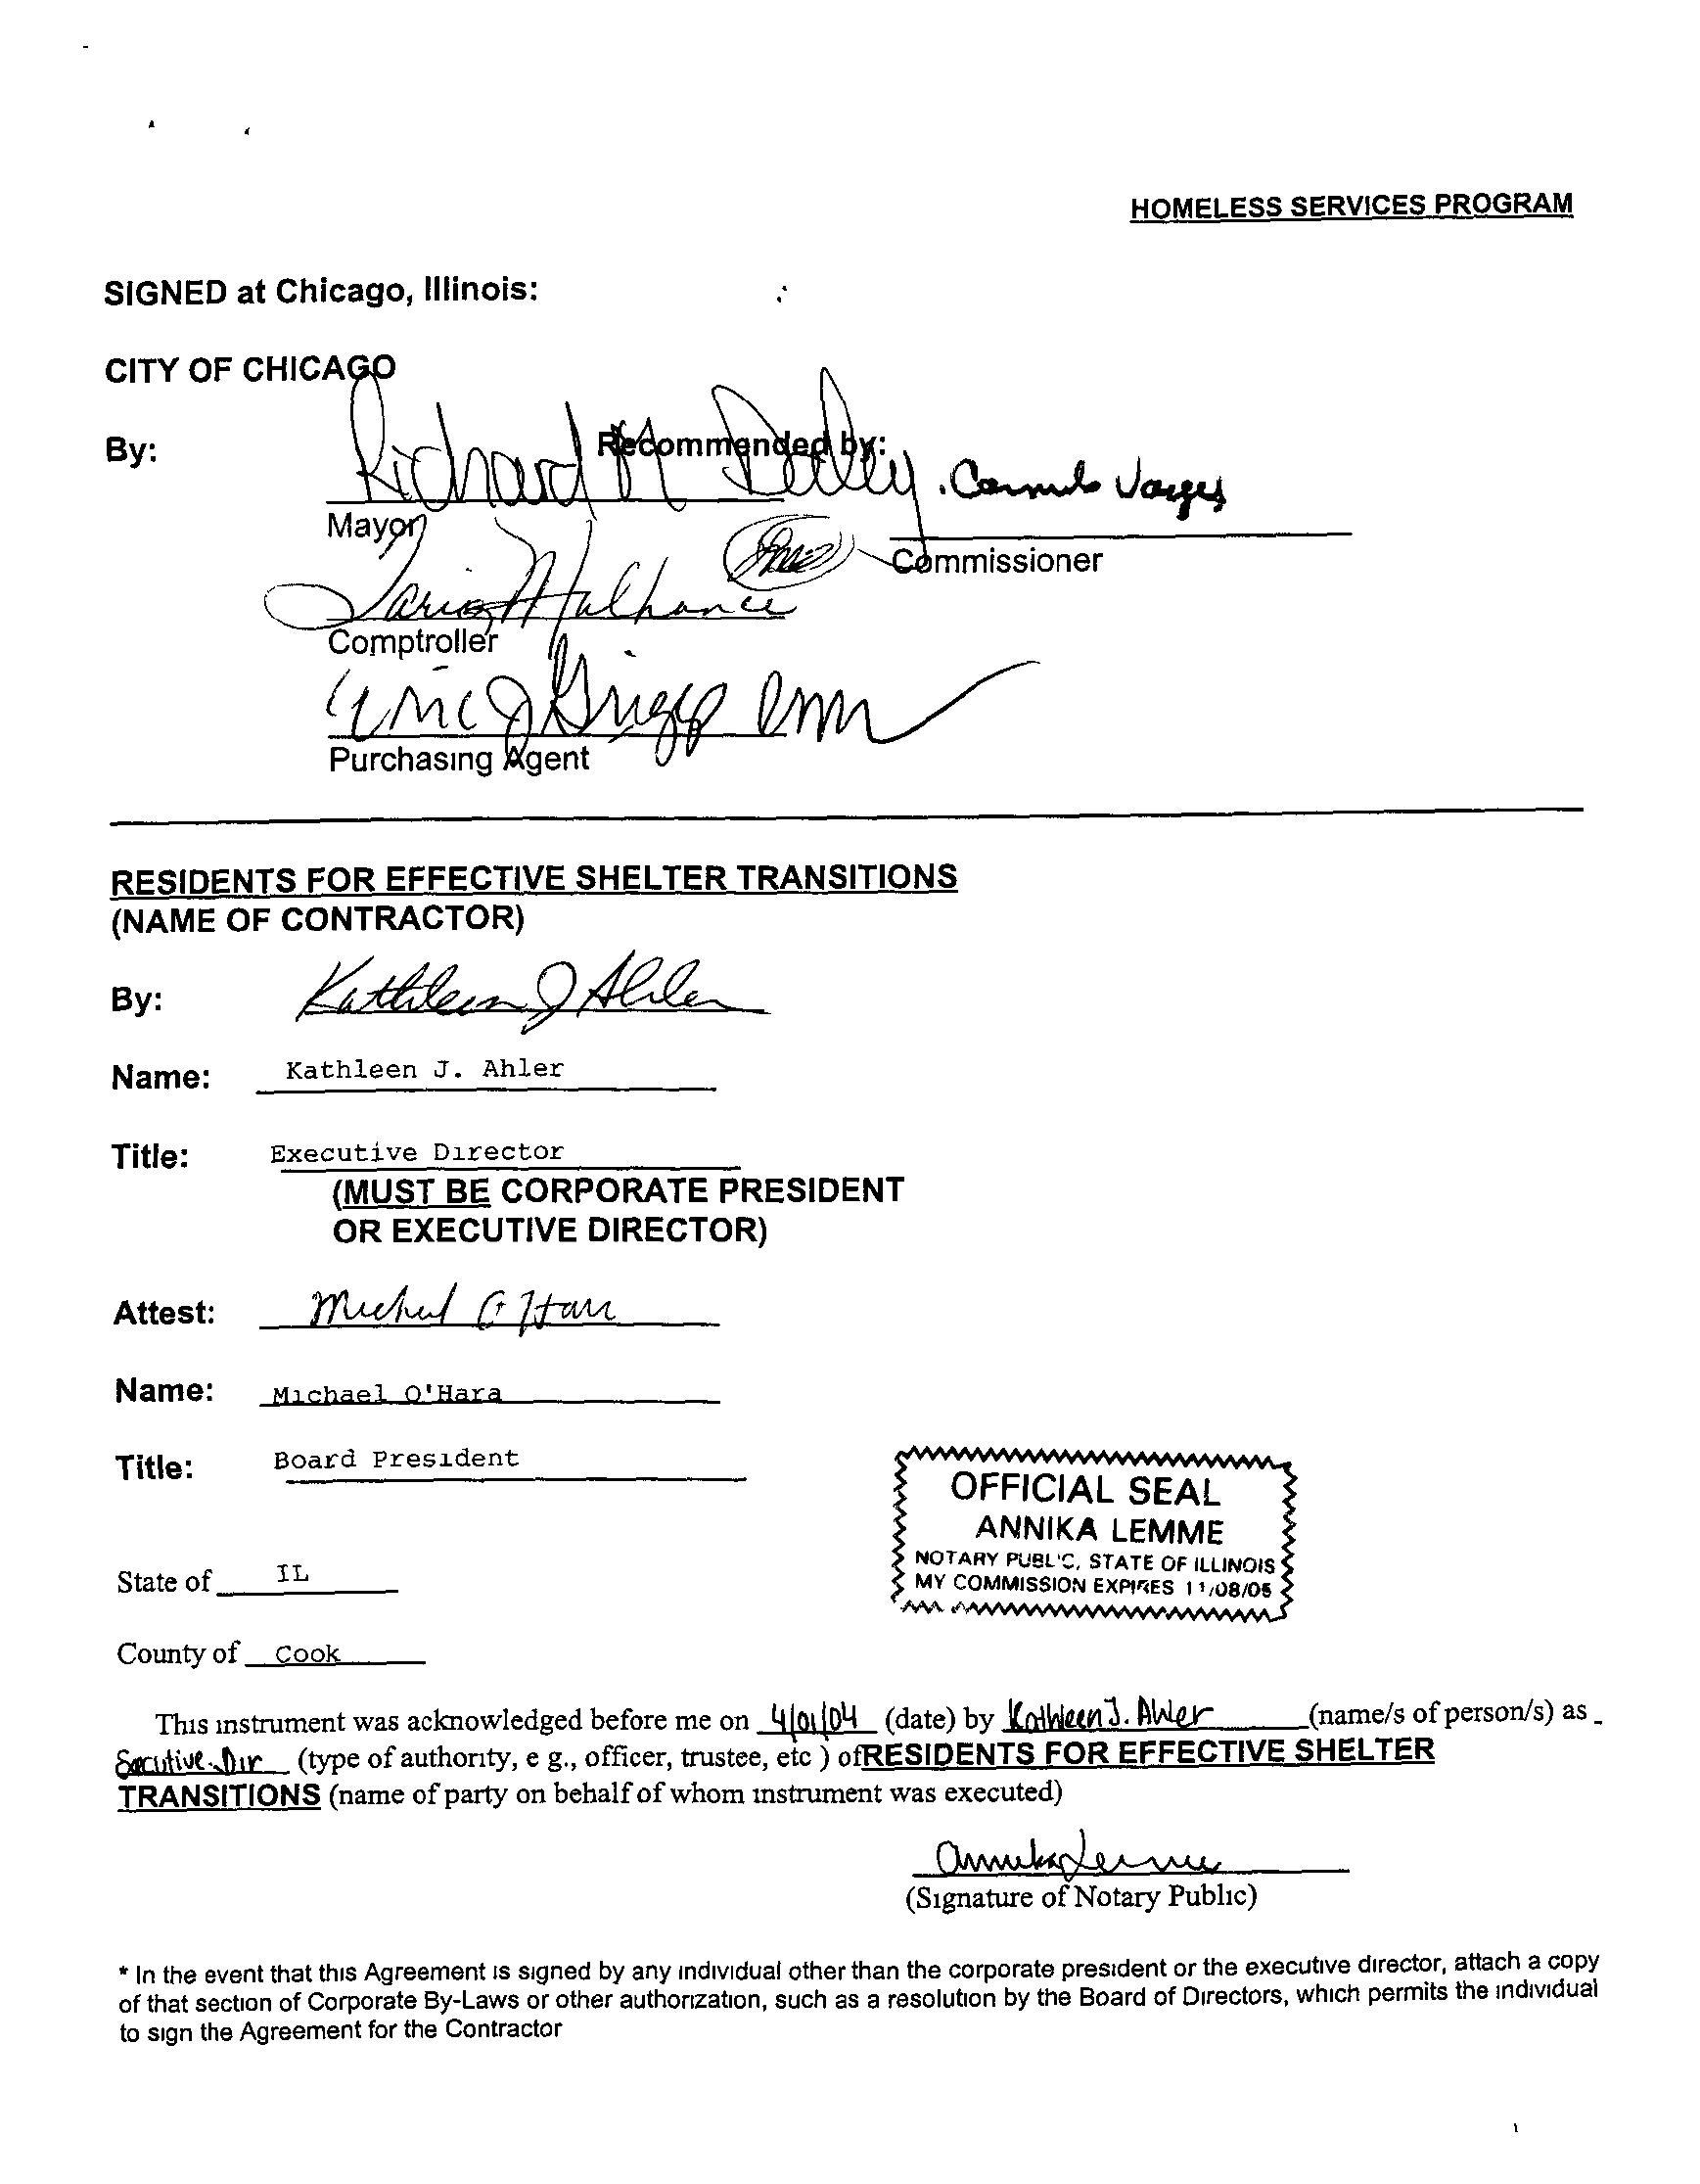 HOMELESS SERVICES PROGRAM
SIGNED at Chicago, Illinois:
CITY OF CHICAGO
By:
Richard M Daley
Recommended by:
Mayor
Commissioner
Comptroller
Purchasing Agent
RESIDENTS FOR EFFECTIVE SHELTER TRANSITIONS
(NAME OF CONTRACTOR)
By: Kathleen J Ahler
Name: Kathleen J. Ahler
Title: Executive Director
(MUST BE CORPORATE PRESIDENT
OR EXECUTIVE DIRECTOR)
Attest: Michael O'Hara
Name: Michael O'Hara
Title: Board President
OFFICIAL SEAL
ANNIKA LEMME
NOTARY PUBLIC, STATE OF ILLINOIS
MY COMMISSION EXPIRES 11/08/05
State of IL
County of Cook
This instrument was acknowledged before me on 4/01/04 (date) by Kathleen J. Ahler (name/s of person/s) as
Executive Dir (type of authority, e g., officer, trustee, etc ) of RESIDENTS FOR EFFECTIVE SHELTER
TRANSITIONS (name of party on behalf of whom instrument was executed)
Annika Lemme
(Signature of Notary Public)
* In the event that this Agreement is signed by any individual other than the corporate president or the executive director, attach a copy
of that section of Corporate By-Laws or other authorization, such as a resolution by the Board of Directors, which permits the individual
to sign the Agreement for the Contractor